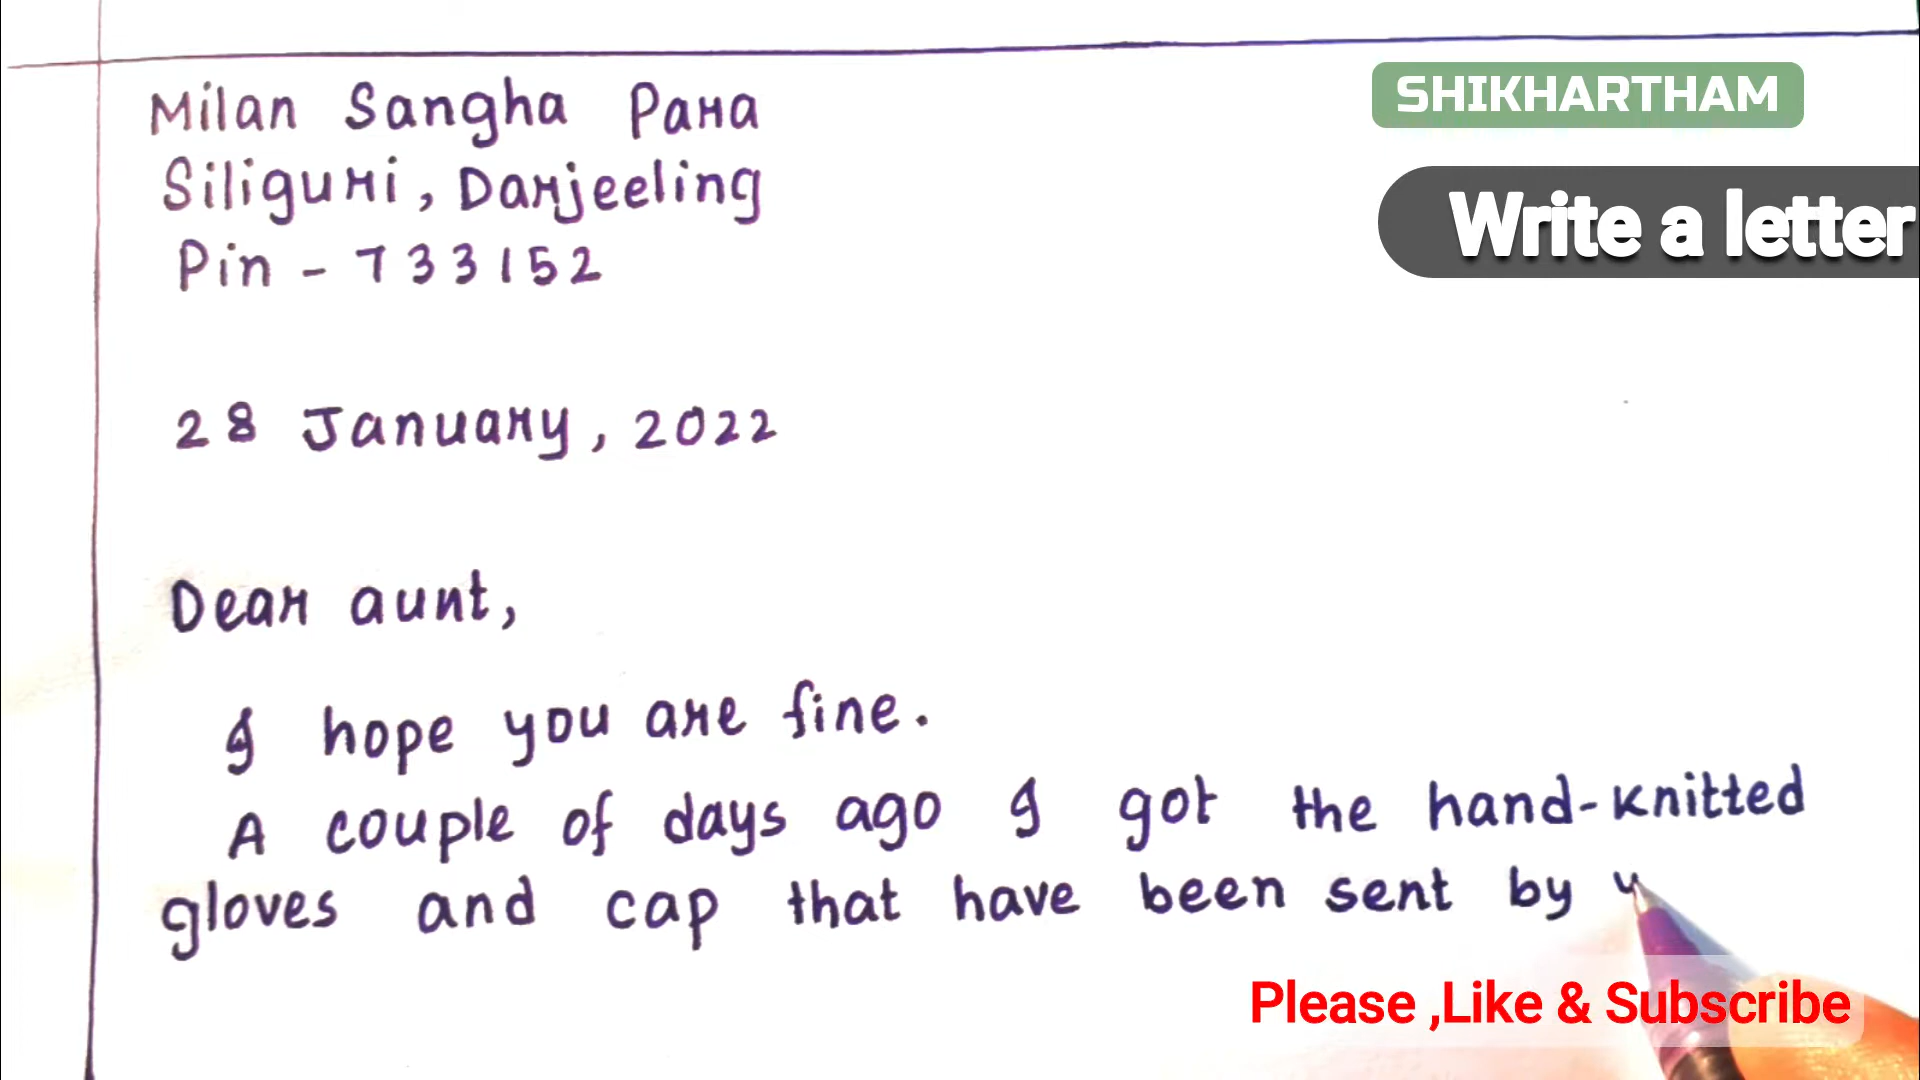 Milan Sangha Para
SHIKHARTHAM
Siliguri, Darjeeling
Write a letter
Pin - 733152
28 January, 2022
Dear aunt,
I hope you are fine.
A couple of days ago I got the hand-knitted
gloves and cap that have been sent by y
Please ,Like & Subscribe